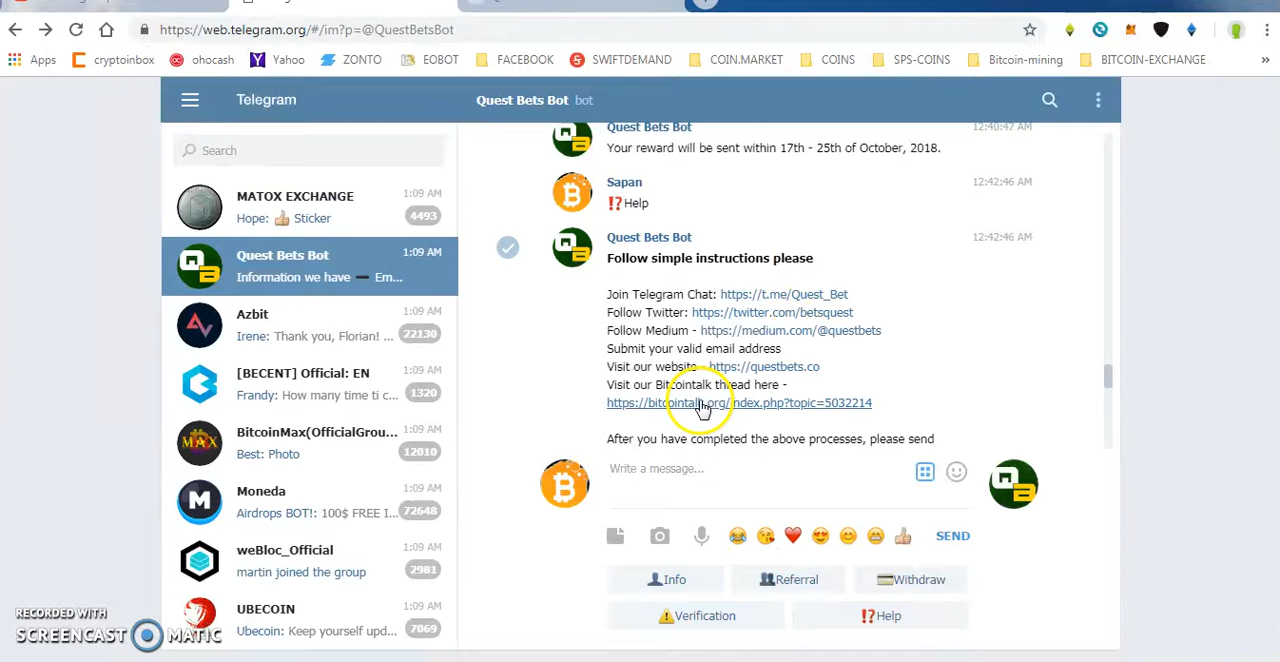 https://web.telegram.org/#/im?p=@QuestBetsBot
Apps cryptoinbox ohocash Yahoo ZONTO EOBOT FACEBOOK SWIFTDEMAND COIN.MARKET COINS SPS-COINS Bitcoin-mining BITCOIN-EXCHANGE »
Telegram
Quest Bets Bot bot
Search
MATOX EXCHANGE 1:09 AM
Hope: 👍 Sticker 4493
Quest Bets Bot 1:09 AM
Information we have ➖ Em...
Azbit 1:09 AM
Irene: Thank you, Florian! ... 22130
[BECENT] Official: EN 1:09 AM
Frandy: How many time ti c... 1320
BitcoinMax(OfficialGrou... 1:09 AM
Best: Photo 12010
Moneda 1:08 AM
Airdrops BOT!: 100$ FREE I... 72648
weBloc_Official 1:09 AM
martin joined the group 2981
UBECOIN 1:09 AM
Ubecoin: Keep yourself upd... 7069
Quest Bets Bot 12:40:47 AM
Your reward will be sent within 17th - 25th of October, 2018.
Sapan 12:42:46 AM
⁉️Help
Quest Bets Bot 12:42:46 AM
Follow simple instructions please
Join Telegram Chat: https://t.me/Quest_Bet
Follow Twitter: https://twitter.com/betsquest
Follow Medium - https://medium.com/@questbets
Submit your valid email address
Visit our website - https://questbets.co
Visit our Bitcointalk thread here -
https://bitcointalk.org/index.php?topic=5032214
After you have completed the above processes, please send
Write a message...
SEND
Info Referral Withdraw
Verification ⁉️Help
RECORDED WITH
SCREENCAST MATIC